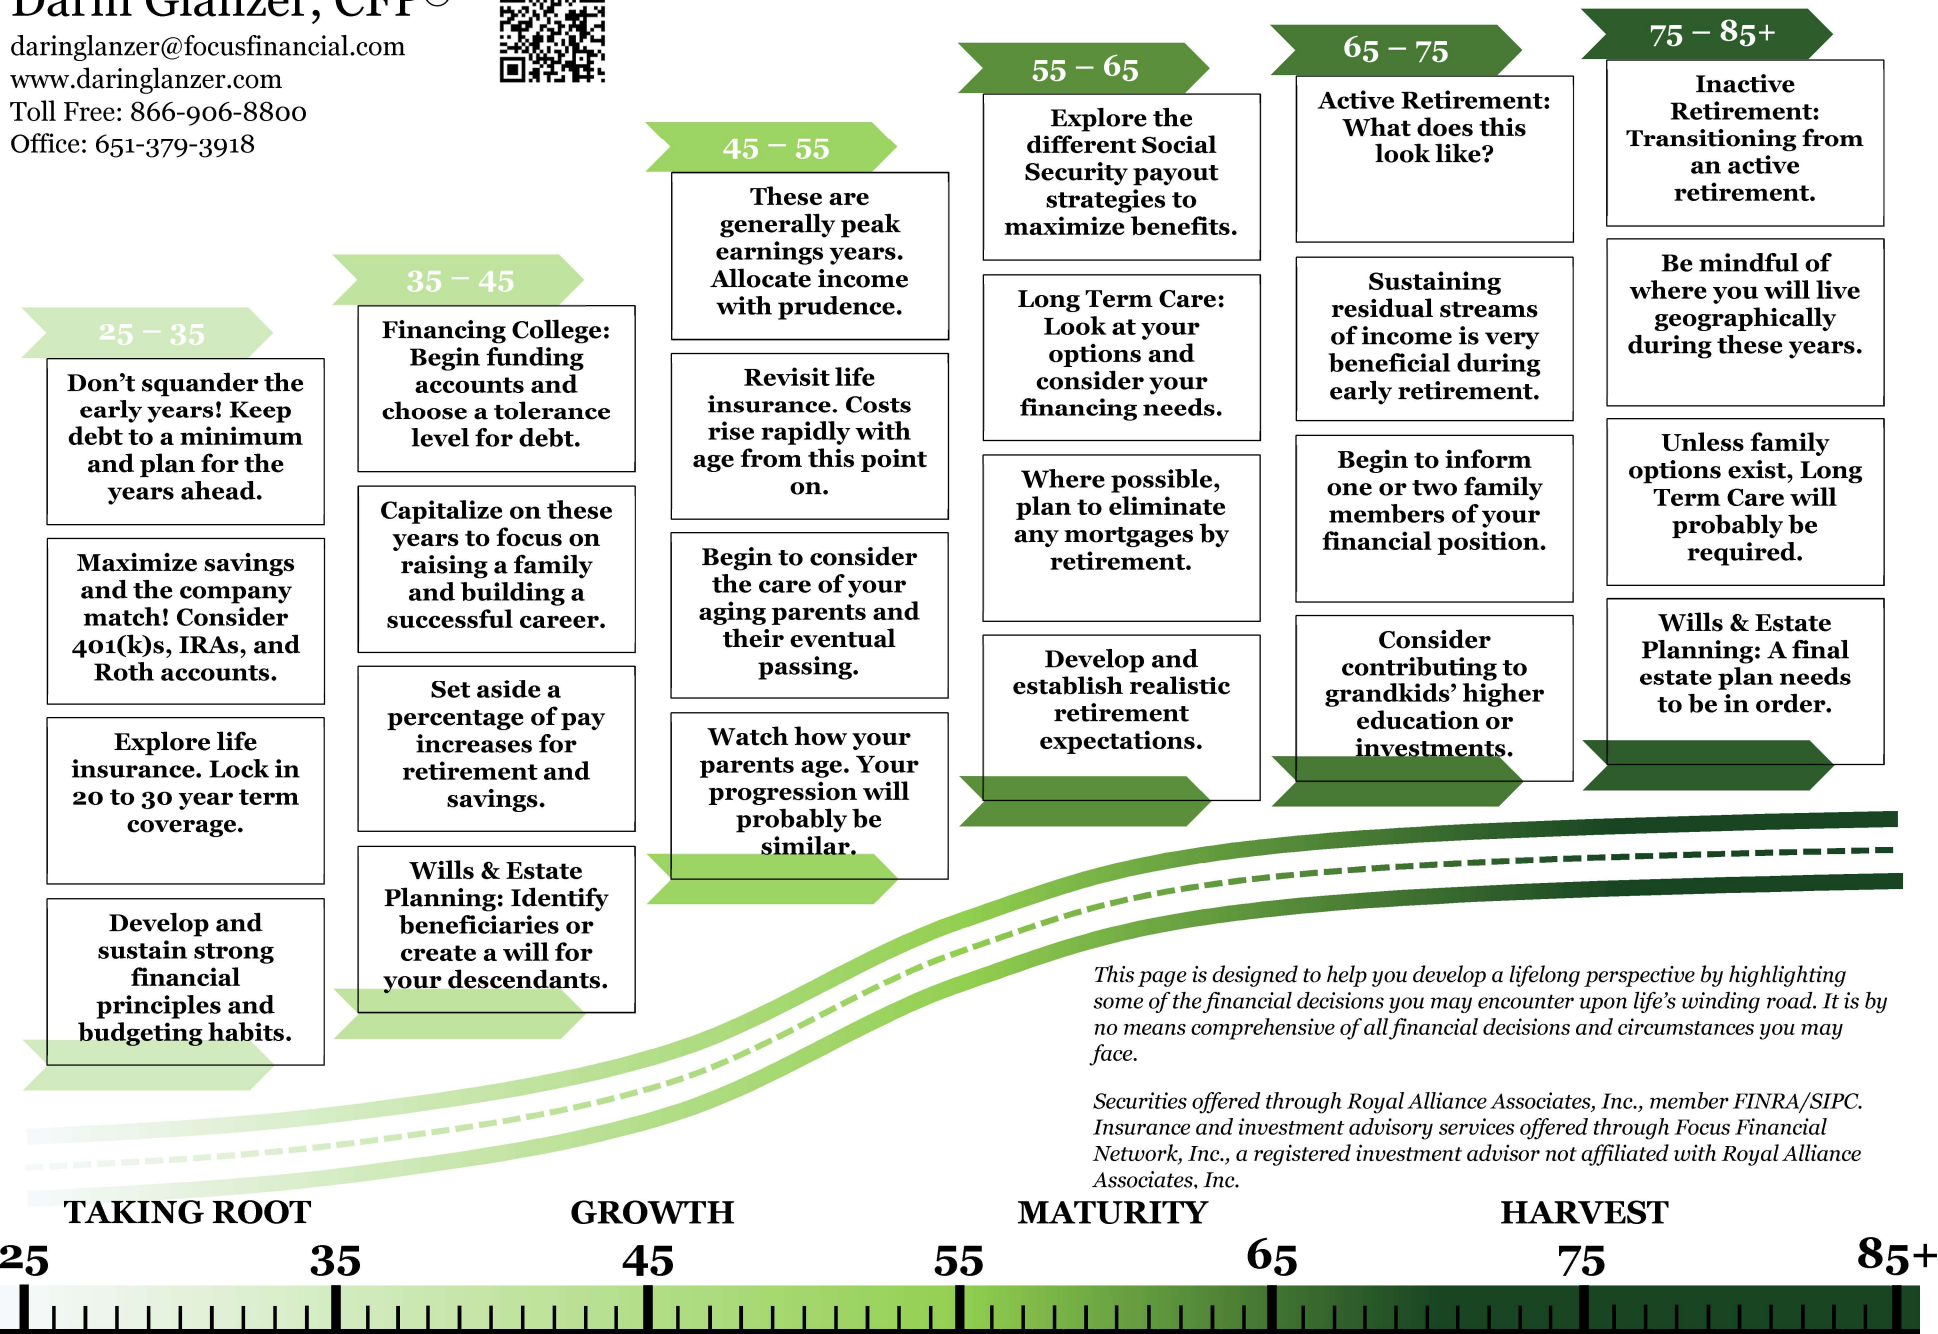 Darin Glanzer, CFP®
daringlanzer@focusfinancial.com
www.daringlanzer.com
Toll Free: 866-906-8800
Office: 651-379-3918
25 – 35
Don’t squander the
early years! Keep
debt to a minimum
and plan for the
years ahead.
Maximize savings
and the company
match! Consider
401(k)s, IRAs, and
Roth accounts.
Explore life
insurance. Lock in
20 to 30 year term
coverage.
Develop and
sustain strong
financial
principles and
budgeting habits.
35 – 45
Financing College:
Begin funding
accounts and
choose a tolerance
level for debt.
Capitalize on these
years to focus on
raising a family
and building a
successful career.
Set aside a
percentage of pay
increases for
retirement and
savings.
Wills & Estate
Planning: Identify
beneficiaries or
create a will for
your descendants.
45 – 55
These are
generally peak
earnings years.
Allocate income
with prudence.
Revisit life
insurance. Costs
rise rapidly with
age from this point
on.
Begin to consider
the care of your
aging parents and
their eventual
passing.
Watch how your
parents age. Your
progression will
probably be
similar.
55 – 65
Explore the
different Social
Security payout
strategies to
maximize benefits.
Long Term Care:
Look at your
options and
consider your
financing needs.
Where possible,
plan to eliminate
any mortgages by
retirement.
Develop and
establish realistic
retirement
expectations.
65 – 75
Active Retirement:
What does this
look like?
Sustaining
residual streams
of income is very
beneficial during
early retirement.
Begin to inform
one or two family
members of your
financial position.
Consider
contributing to
grandkids’ higher
education or
investments.
75 – 85+
Inactive
Retirement:
Transitioning from
an active
retirement.
Be mindful of
where you will live
geographically
during these years.
Unless family
options exist, Long
Term Care will
probably be
required.
Wills & Estate
Planning: A final
estate plan needs
to be in order.
This page is designed to help you develop a lifelong perspective by highlighting
some of the financial decisions you may encounter upon life’s winding road. It is by
no means comprehensive of all financial decisions and circumstances you may
face.
Securities offered through Royal Alliance Associates, Inc., member FINRA/SIPC.
Insurance and investment advisory services offered through Focus Financial
Network, Inc., a registered investment advisor not affiliated with Royal Alliance
Associates, Inc.
TAKING ROOT GROWTH MATURITY HARVEST
25 35 45 55 65 75 85+